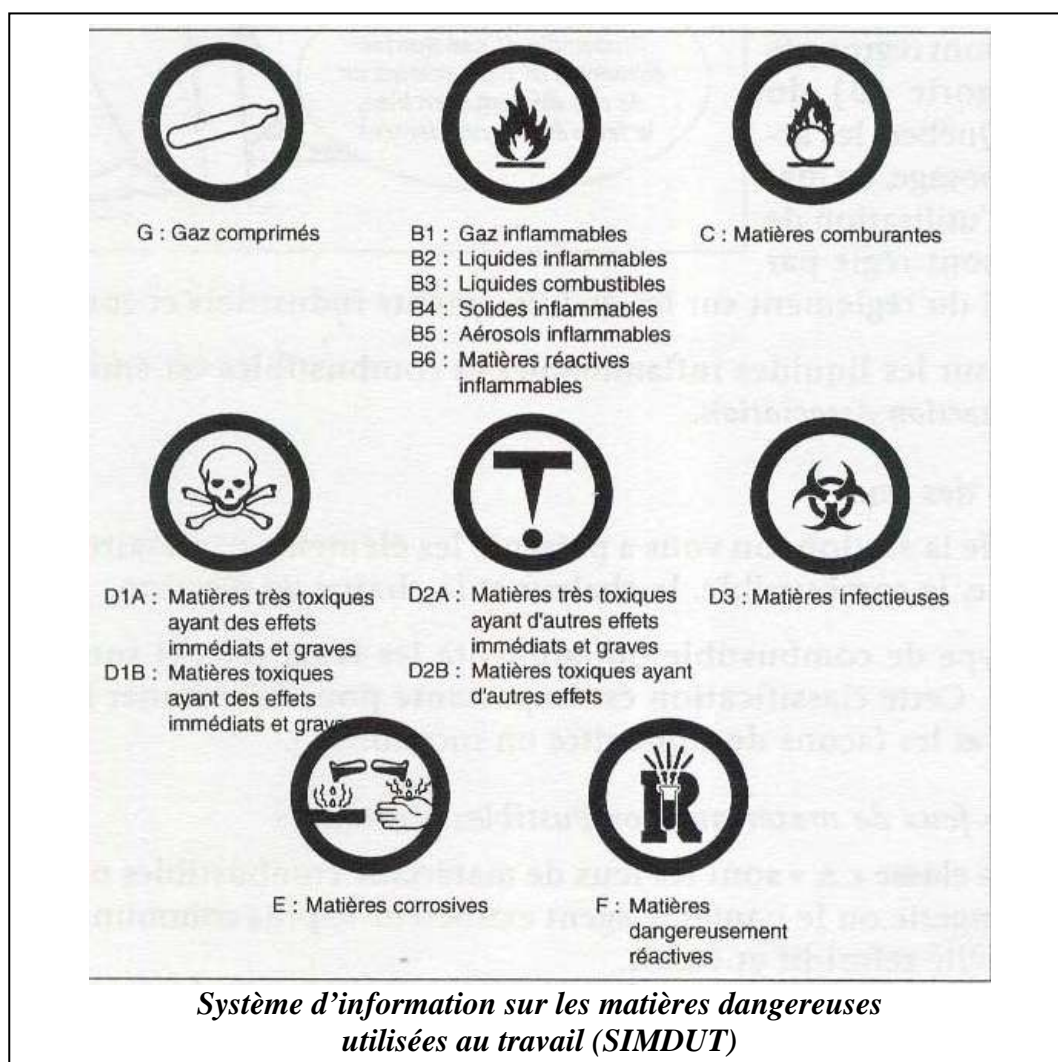 G : Gaz comprimés
B1 : Gaz inflammables
B2 : Liquides inflammables
B3 : Liquides combustibles
B4 : Solides inflammables
B5 : Aérosols inflammables
B6 : Matières réactives
inflammables
C : Matières comburantes
D1A : Matières très toxiques
ayant des effets
immédiats et graves
D1B : Matières toxiques
ayant des effets
immédiats et graves
D2A : Matières très toxiques
ayant d'autres effets
immédiats et graves
D2B : Matières toxiques ayant
d'autres effets
D3 : Matières infectieuses
E : Matières corrosives
R
F : Matières
dangereusement
réactives
Système d'information sur les matières dangereuses
utilisées au travail (SIMDUT)